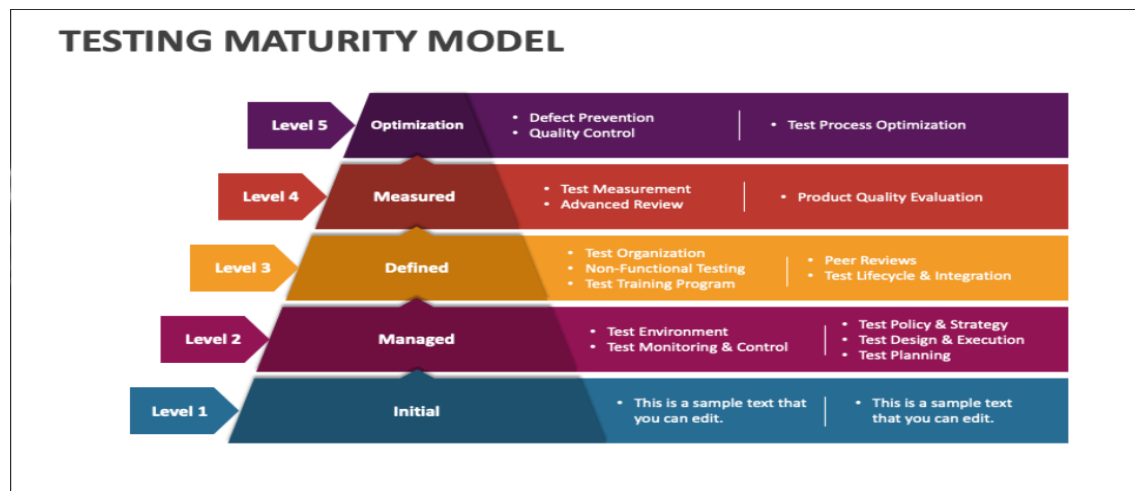 TESTING MATURITY MODEL
Level 5
Optimization
• Defect Prevention
• Quality Control
• Test Process Optimization
Level 4
Measured
• Test Measurement
• Advanced Review
• Product Quality Evaluation
Level 3
Defined
• Test Organization
• Non-Functional Testing
• Test Training Program
• Peer Reviews
• Test Lifecycle & Integration
Level 2
Managed
• Test Environment
• Test Monitoring & Control
• Test Policy & Strategy
• Test Design & Execution
• Test Planning
Level 1
Initial
• This is a sample text that
you can edit.
• This is a sample text
that you can edit.